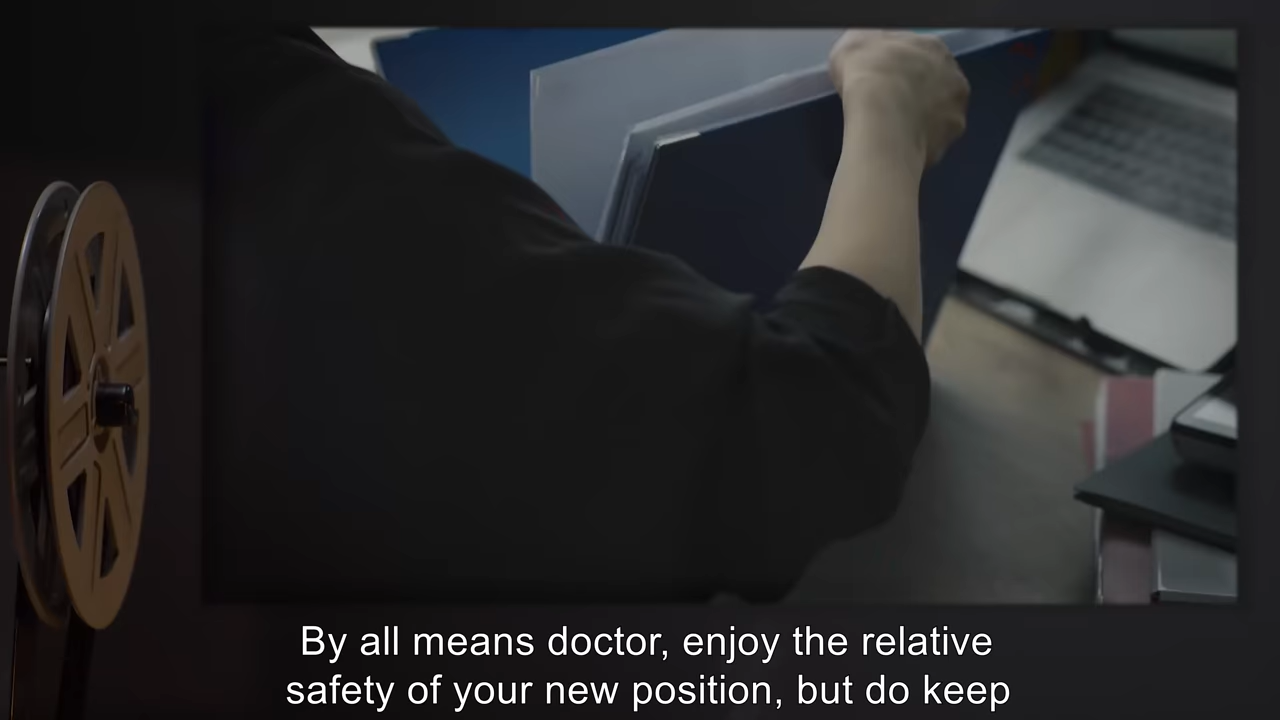 By all means doctor, enjoy the relative
safety of your new position, but do keep